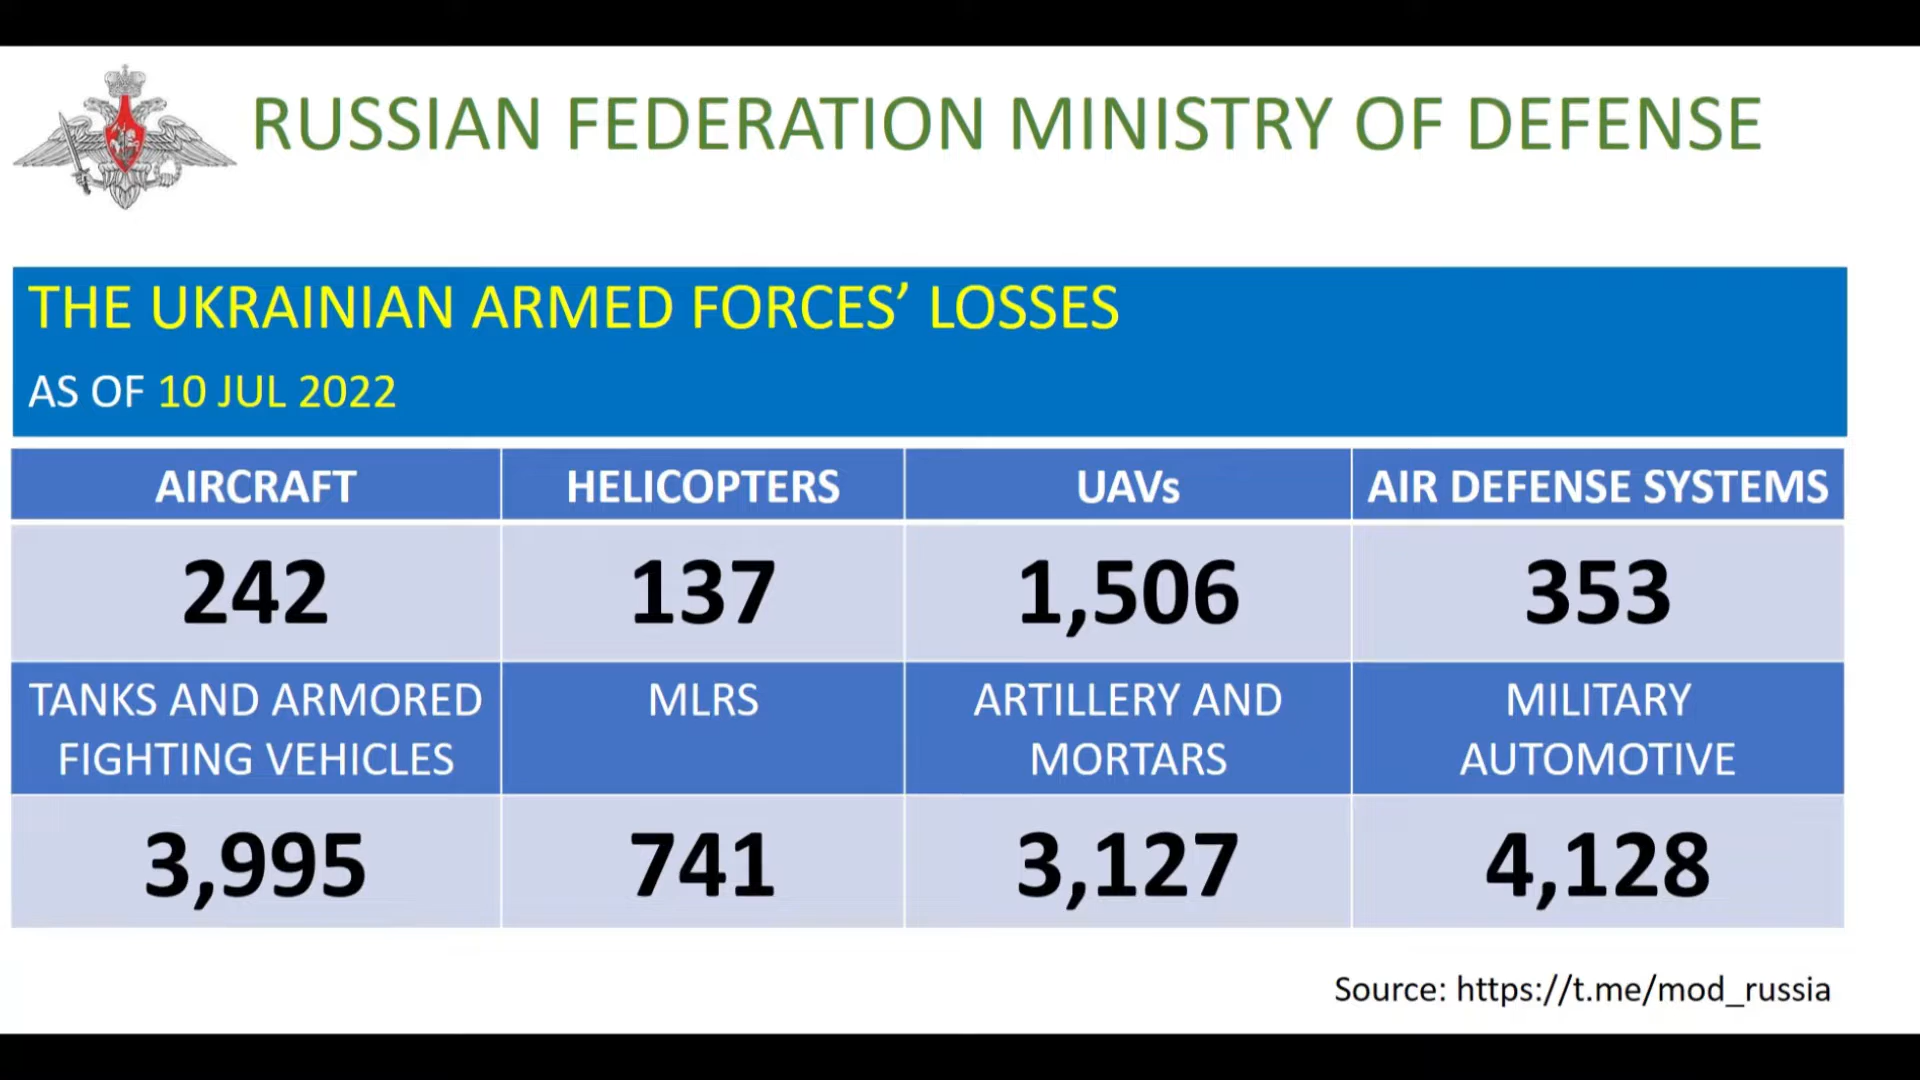 RUSSIAN FEDERATION MINISTRY OF DEFENSE
THE UKRAINIAN ARMED FORCES’ LOSSES
AS OF 10 JUL 2022
AIRCRAFT HELICOPTERS UAVs AIR DEFENSE SYSTEMS
242 137 1,506 353
TANKS AND ARMORED FIGHTING VEHICLES MLRS ARTILLERY AND MORTARS MILITARY AUTOMOTIVE
3,995 741 3,127 4,128
Source: https://t.me/mod_russia